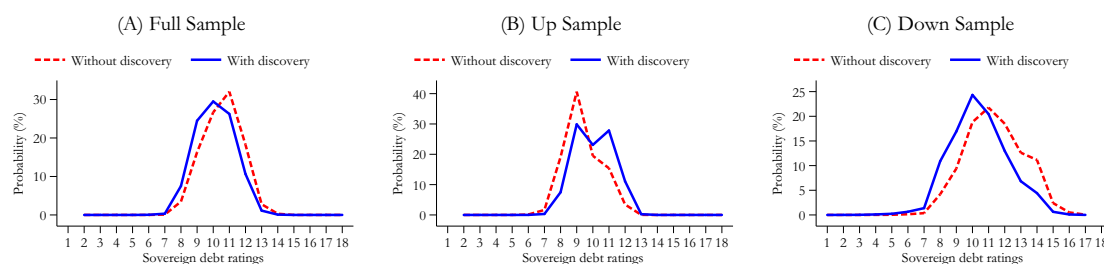 (A) Full Sample
Without discovery With discovery
Probability (%)
30
20
10
0
1 2 3 4 5 6 7 8 9 10 11 12 13 14 15 16 17 18
Sovereign debt ratings
(B) Up Sample
Without discovery With discovery
Probability (%)
40
30
20
10
0
1 2 3 4 5 6 7 8 9 10 11 12 13 14 15 16 17 18
Sovereign debt ratings
(C) Down Sample
Without discovery With discovery
Probability (%)
25
20
15
10
5
0
1 2 3 4 5 6 7 8 9 10 11 12 13 14 15 16 17 18
Sovereign debt ratings